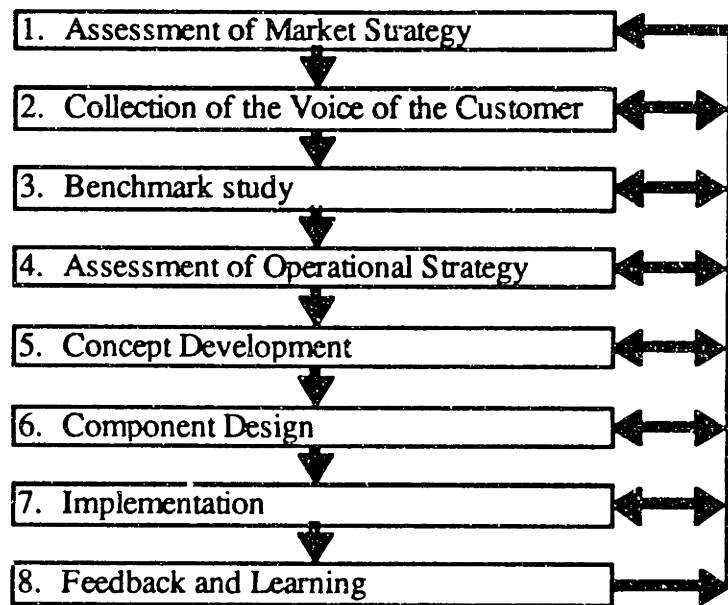 1. Assessment of Market Strategy
2. Collection of the Voice of the Customer
3. Benchmark study
4. Assessment of Operational Strategy
5. Concept Development
6. Component Design
7. Implementation
8. Feedback and Learning